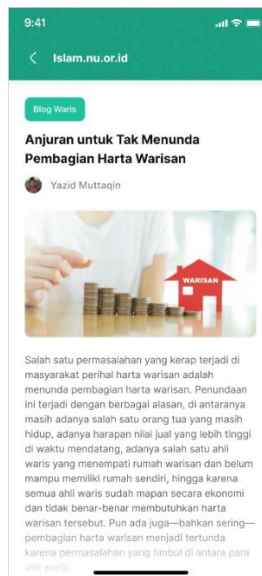 9:41
Islam.nu.or.id
Blog Waris
Anjuran untuk Tak Menunda
Pembagian Harta Warisan
Yazid Muttaqin
WARISAN
Salah satu permasalahan yang kerap terjadi di
masyarakat perihal harta warisan adalah
menunda pembagian harta warisan. Penundaan
ini terjadi dengan berbagai alasan, di antaranya
masih adanya salah satu orang tua yang masih
hidup, adanya harapan nilai jual yang lebih tinggi
di waktu mendatang, adanya salah satu ahli
waris yang menempati rumah warisan dan belum
mampu memiliki rumah sendiri, hingga karena
semua ahli waris sudah mapan secara ekonomi
dan tidak benar-benar membutuhkan harta
warisan tersebut. Pun ada juga—bahkan sering—
pembagian harta warisan menjadi tertunda
karena permasalahan yang timbul di antara para
ahli waris.